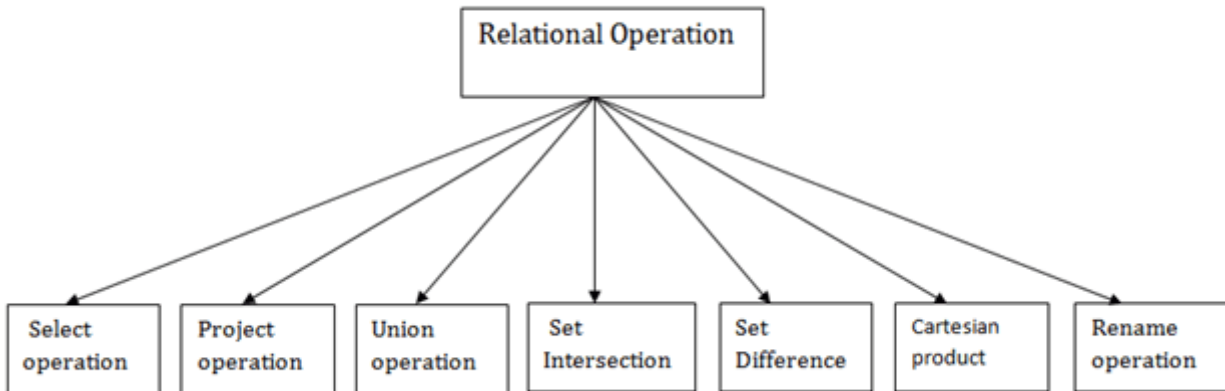 Relational Operation
Select
operation
Project
operation
Union
operation
Set
Intersection
Set
Difference
Cartesian
product
Rename
operation